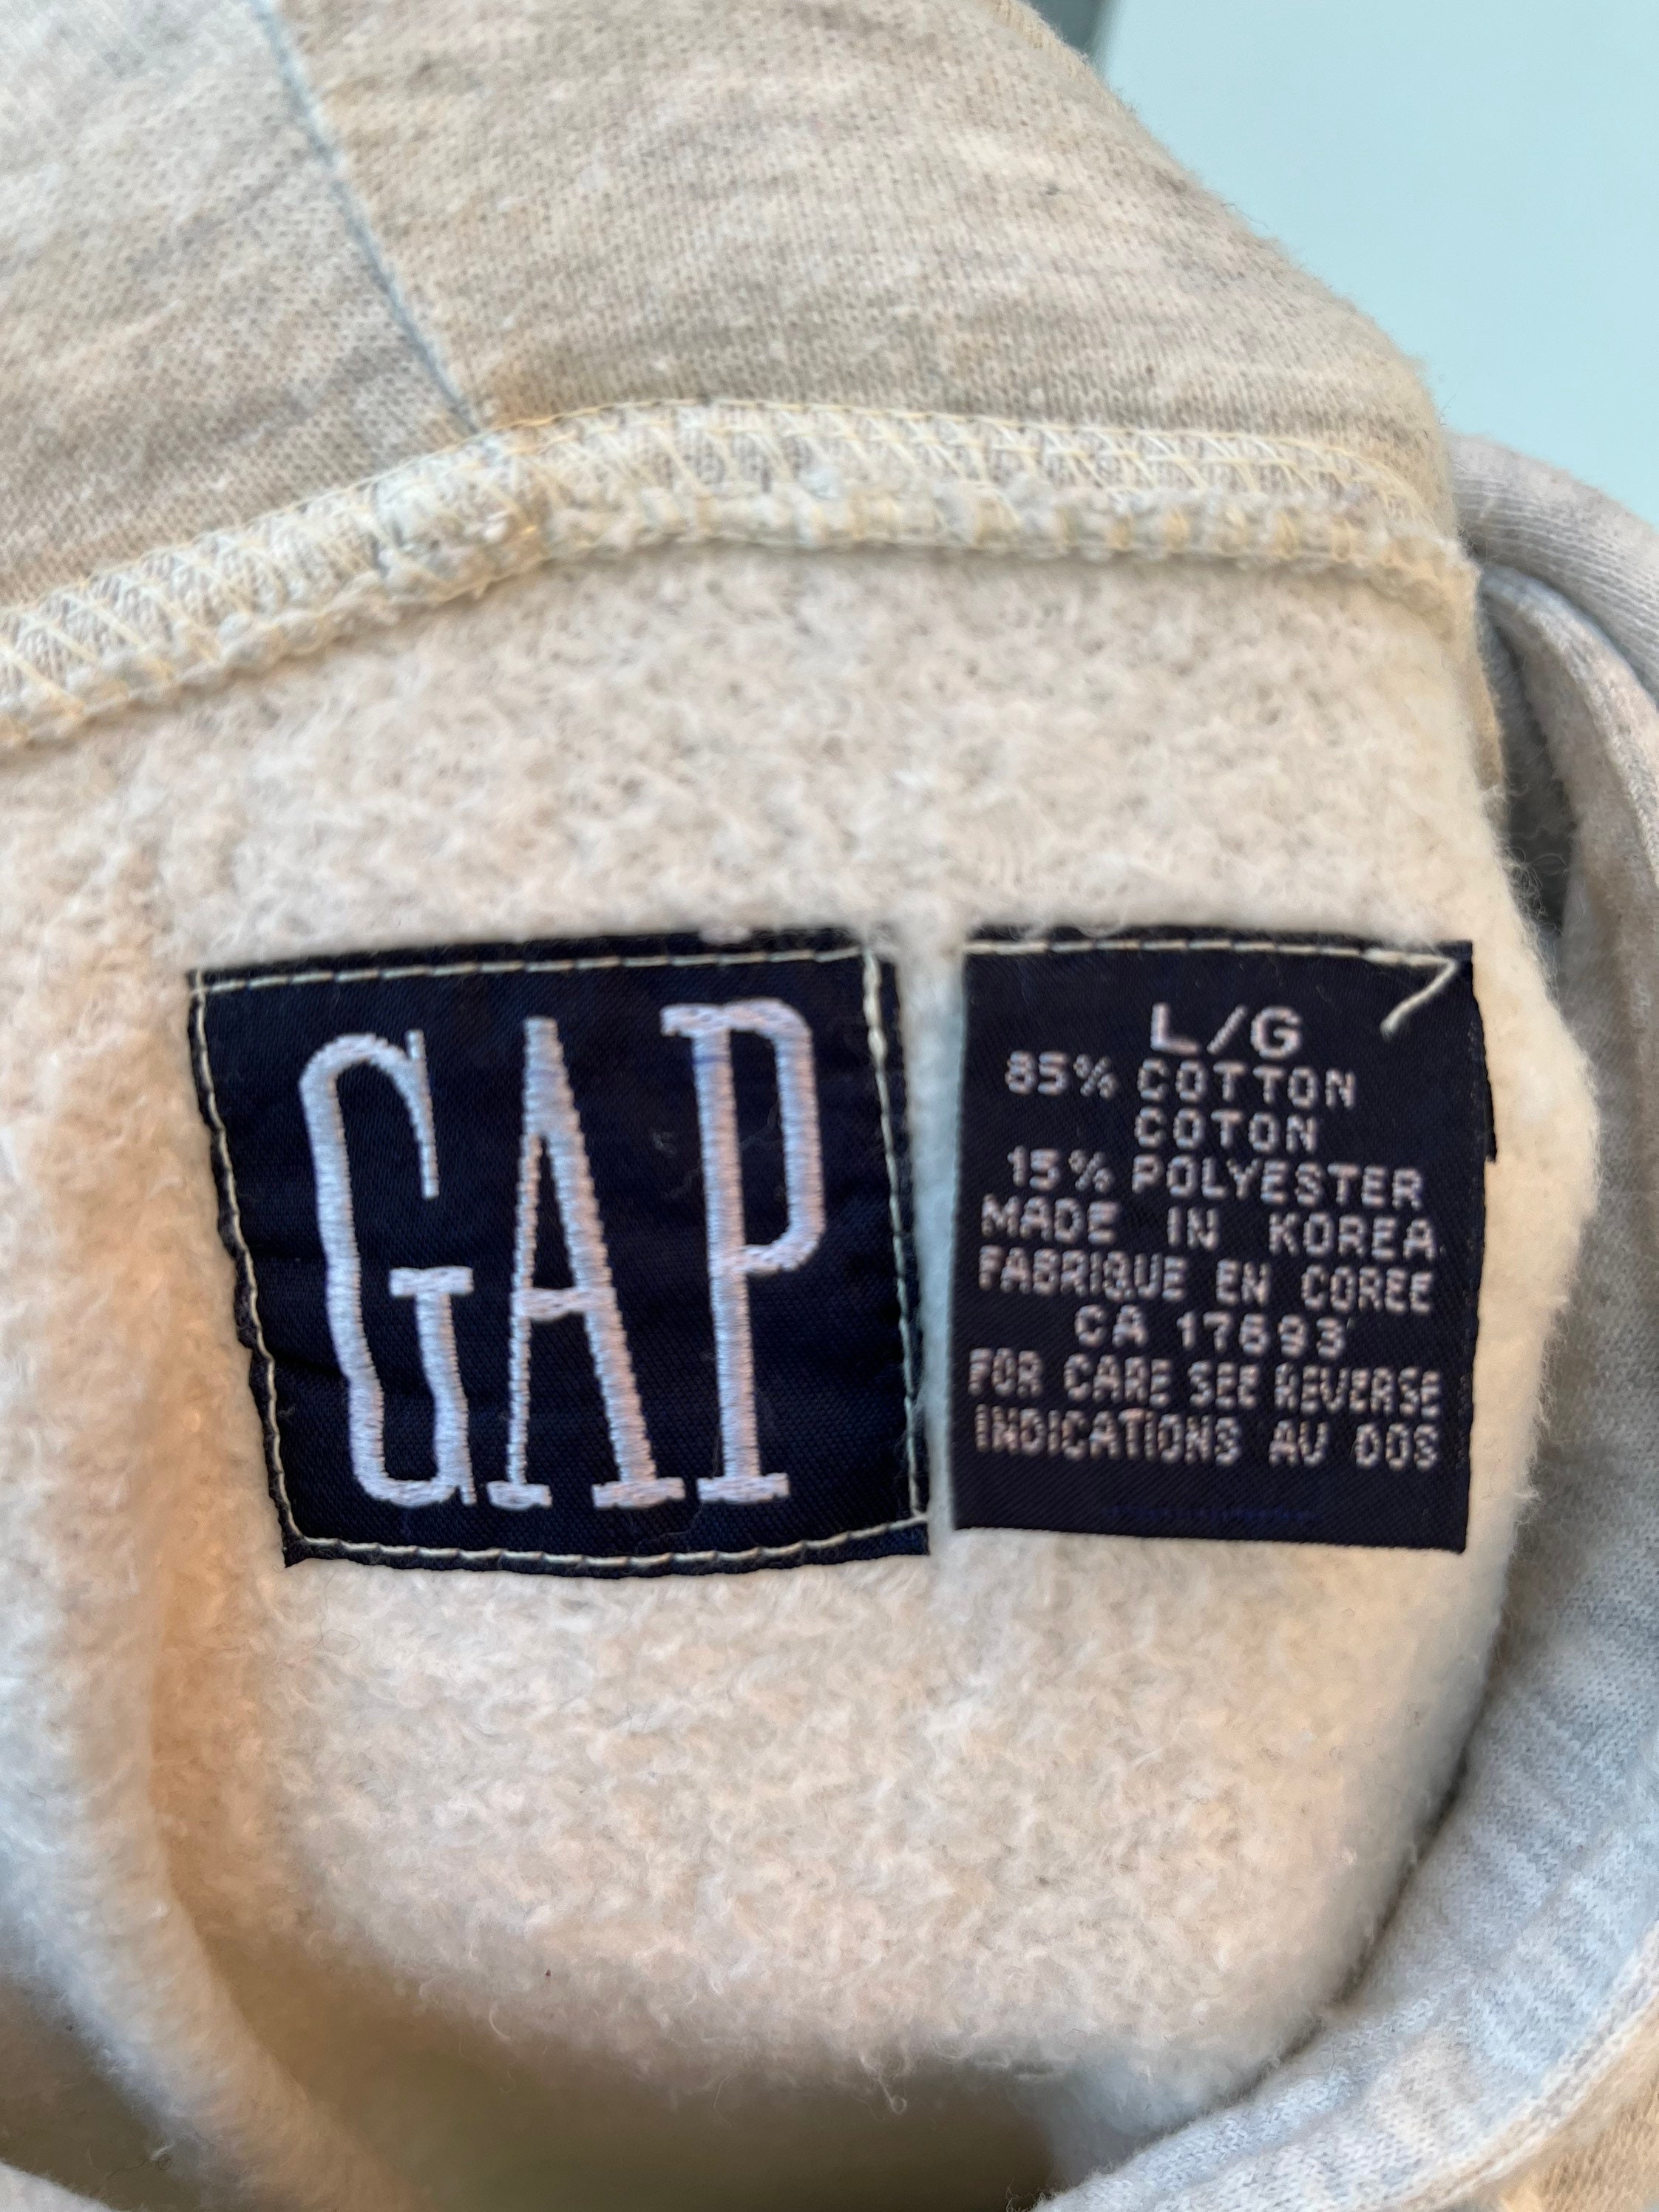 GAP
L/G
85% COTTON
COTON
15% POLYESTER
MADE IN KOREA
FABRIQUE EN COREE
CA 17693
FOR CARE SEE REVERSE
INDICATIONS AU DOS